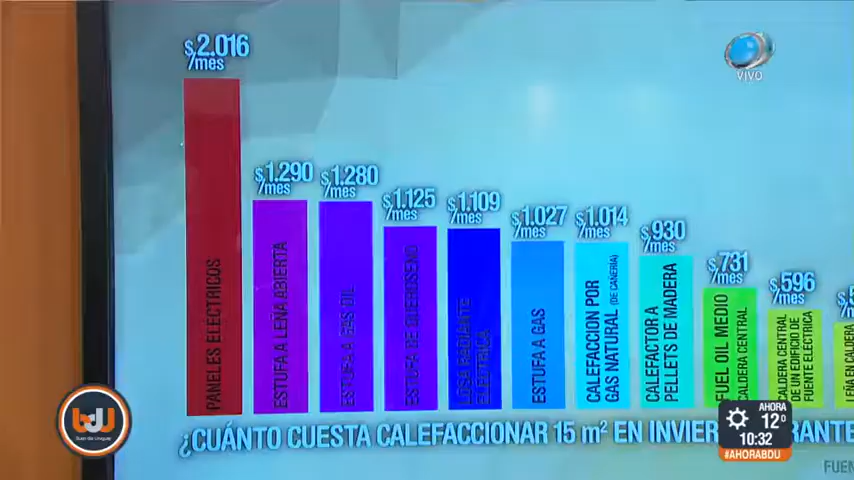 $2.016
/mes
$1.290
/mes
$1.280
/mes
$1.125
/mes
$1.109
/mes
$1.027
/mes
$1.014
/mes
$930
/mes
$731
/mes
$596
/mes
VIVO
PANELES ELECTRICOS
ESTUFA A LEÑA ABIERTA
ESTUFA A GAS OIL
ESTUFA DE QUEROSENO
LOSA RADIANTE
ELECTRICA
ESTUFA A GAS
CALEFACCION POR
GAS NATURAL (DE CAÑERIA)
CALEFACTOR A
PELLETS DE MADERA
FUEL OIL MEDIO
CALDERA CENTRAL
CALDERA CENTRAL
DE UN EDIFICIO DE
FUENTE ELECTRICA
LEÑA EN CALDERA
¿CUÁNTO CUESTA CALEFACCIONAR 15 m² EN
bdu
Buen día Uruguay
AHORA
12°
10:32
#AHORABDU